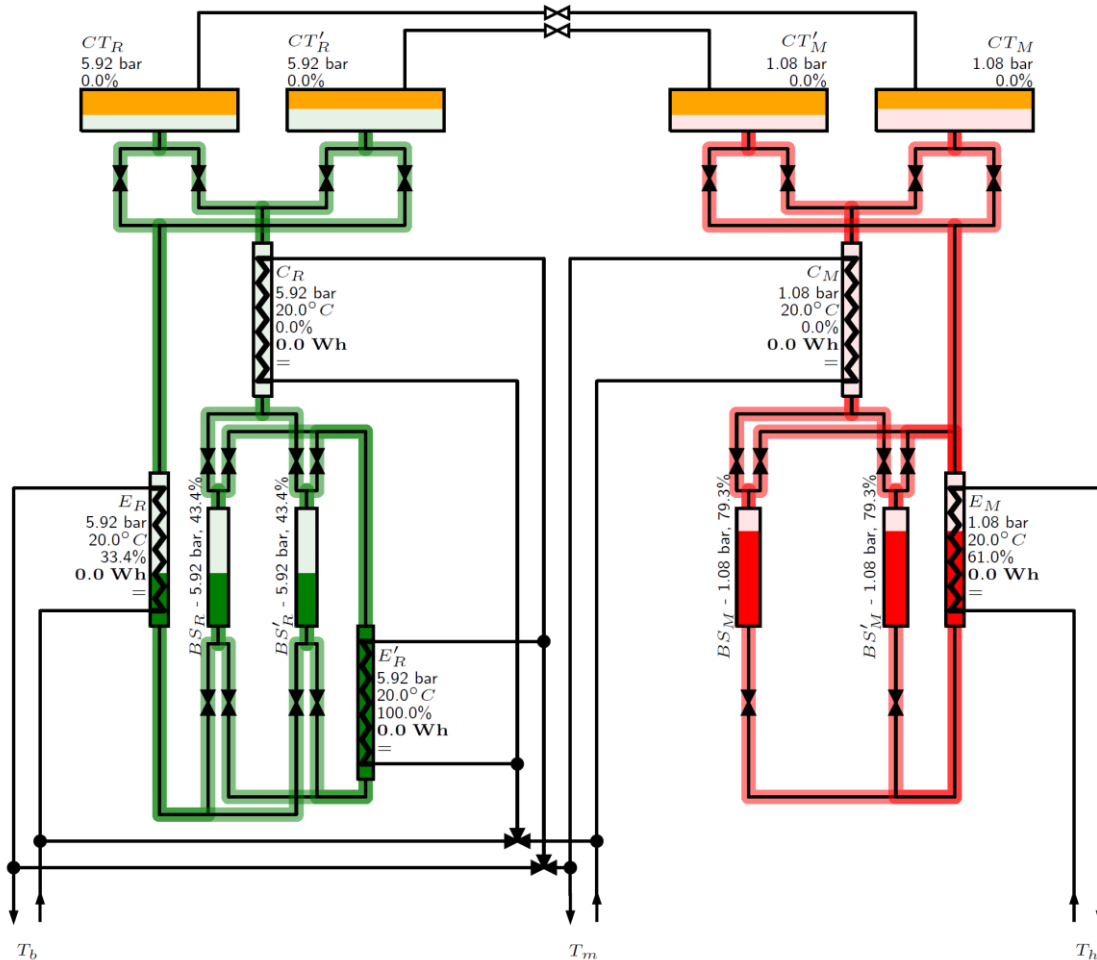 CT_R
5.92 bar
0.0%
CT'_R
5.92 bar
0.0%
CT'_M
1.08 bar
0.0%
CT_M
1.08 bar
0.0%
C_R
5.92 bar
20.0°C
0.0%
0.0 Wh
=
C_M
1.08 bar
20.0°C
0.0%
0.0 Wh
=
E_R
5.92 bar
20.0°C
33.4%
0.0 Wh
=
BS_R - 5.92 bar, 43.4%
BS'_R - 5.92 bar, 43.4%
E'_R
5.92 bar
20.0°C
100.0%
0.0 Wh
=
BS_M - 1.08 bar, 79.3%
BS'_M - 1.08 bar, 79.3%
E_M
1.08 bar
20.0°C
61.0%
0.0 Wh
=
T_b
T_m
T_h